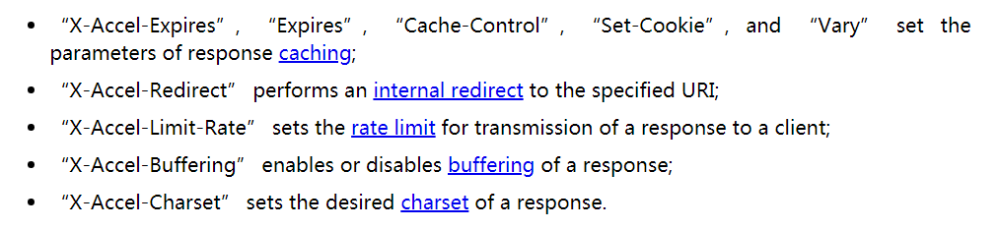 • “X-Accel-Expires”, “Expires”, “Cache-Control”, “Set-Cookie”, and “Vary” set the
parameters of response caching;
• “X-Accel-Redirect” performs an internal redirect to the specified URI;
• “X-Accel-Limit-Rate” sets the rate limit for transmission of a response to a client;
• “X-Accel-Buffering” enables or disables buffering of a response;
• “X-Accel-Charset” sets the desired charset of a response.